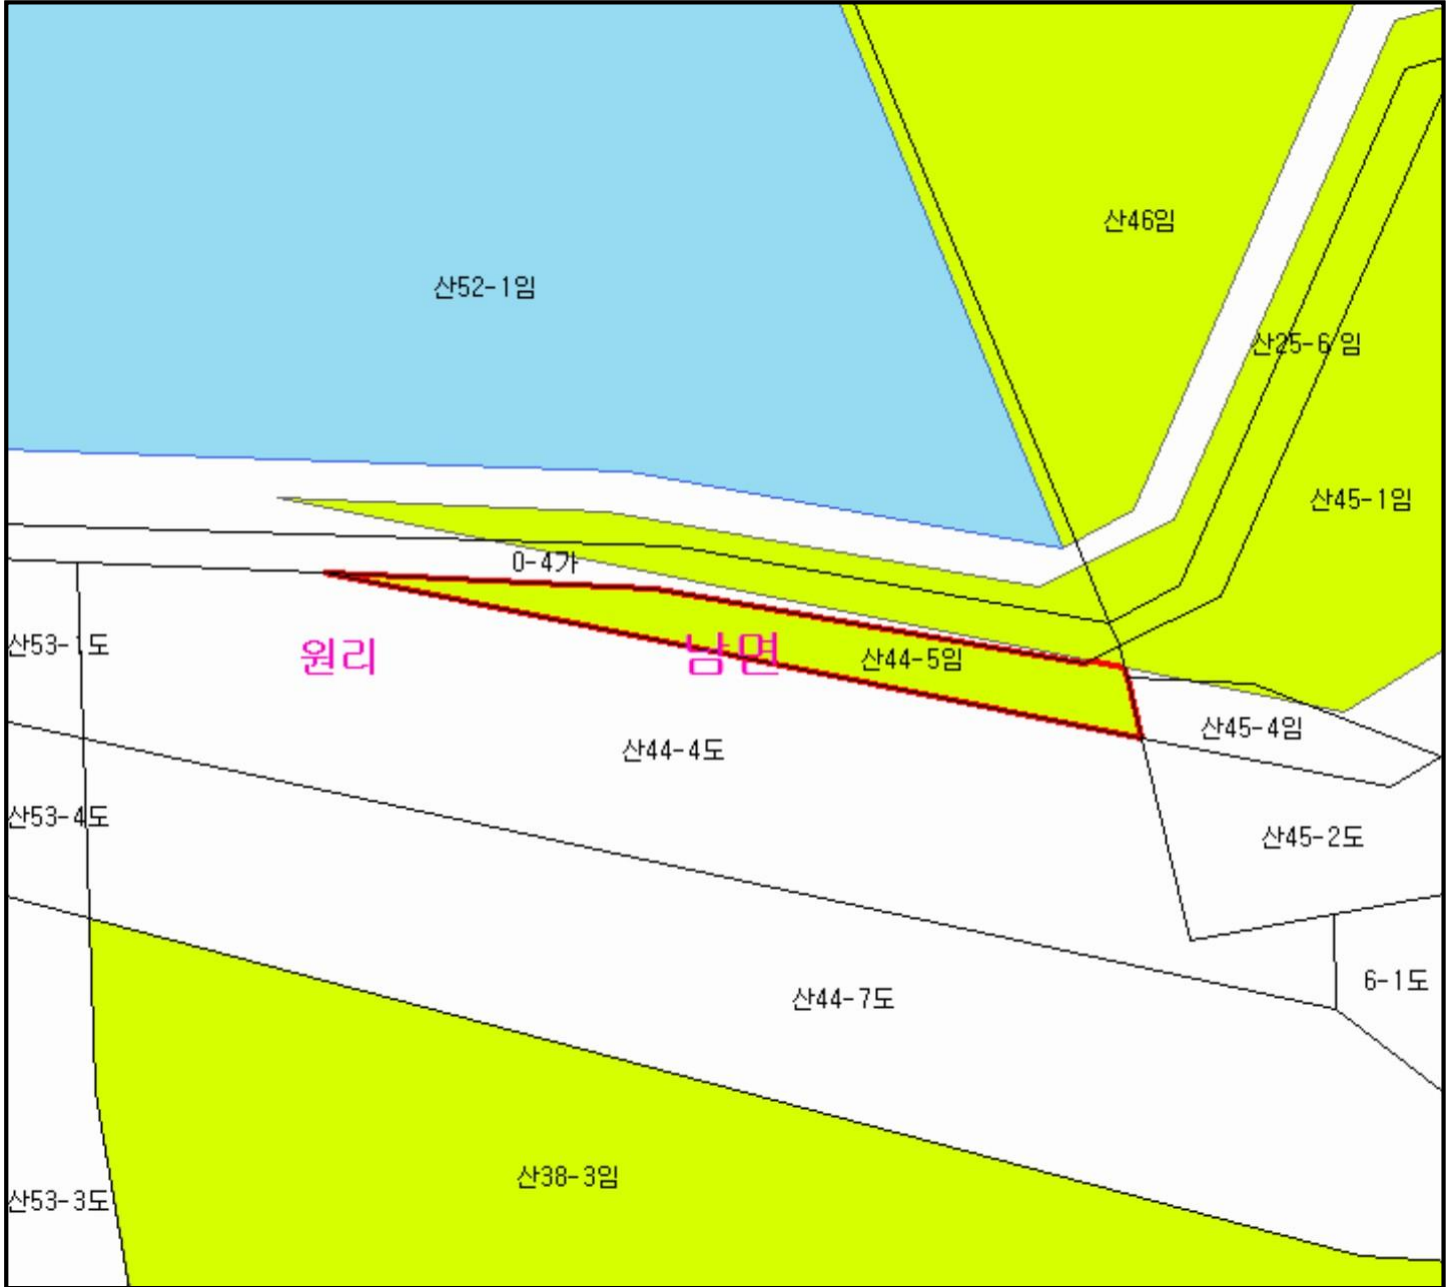 산46임
산52-1임
산25-6 임
산45-1임
0-4가
산53-1도
원리
남면
산44-5임
산45-4임
산44-4도
산53-4도
산45-2도
6-1도
산44-7도
산38-3임
산53-3도